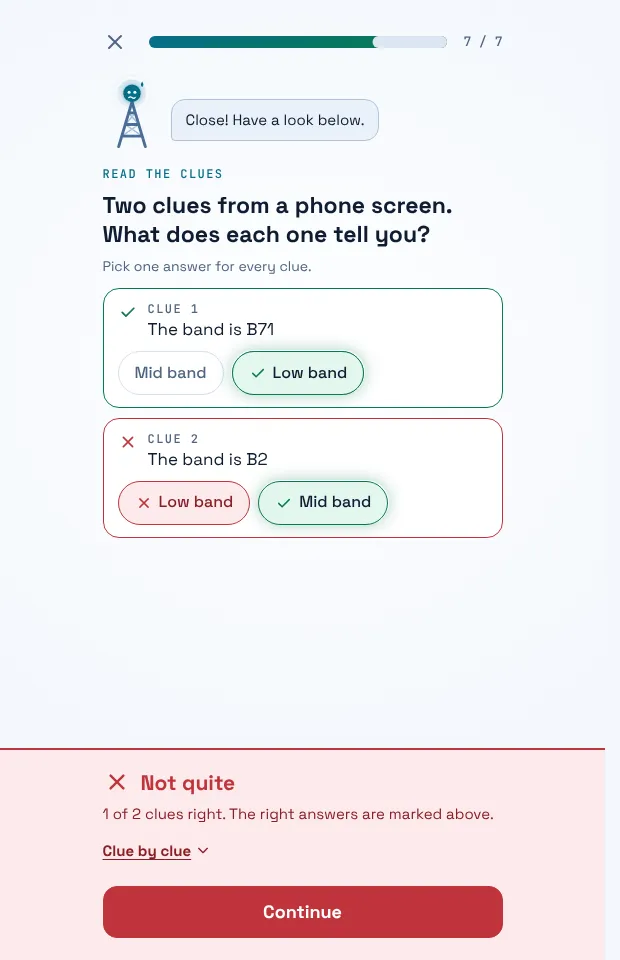 7 / 7
Close! Have a look below.
READ THE CLUES
Two clues from a phone screen.
What does each one tell you?
Pick one answer for every clue.
CLUE 1
The band is B71
Mid band
Low band
CLUE 2
The band is B2
Low band
Mid band
Not quite
1 of 2 clues right. The right answers are marked above.
Clue by clue
Continue